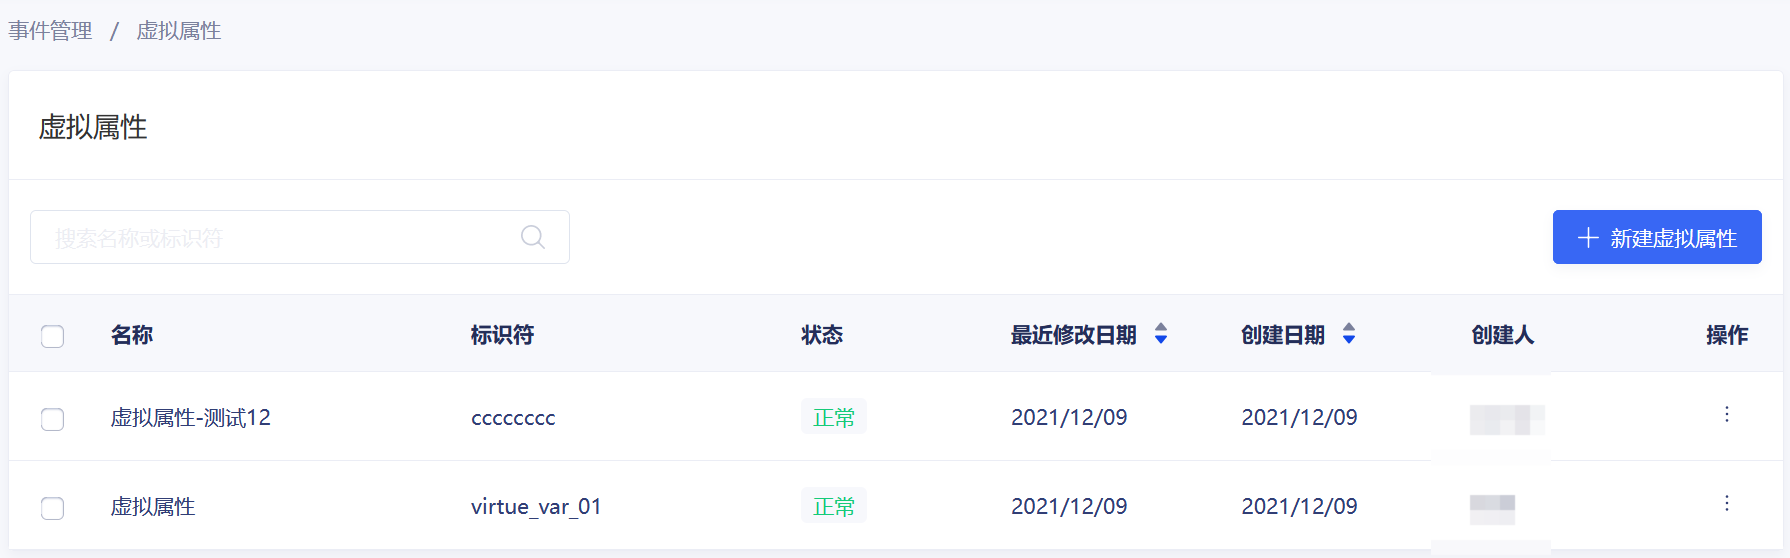 事件管理 / 虚拟属性
虚拟属性
搜索名称或标识符
新建虚拟属性
名称 标识符 状态 最近修改日期 创建日期 创建人 操作
虚拟属性-测试12 cccccccc 正常 2021/12/09 2021/12/09
虚拟属性 virtue_var_01 正常 2021/12/09 2021/12/09